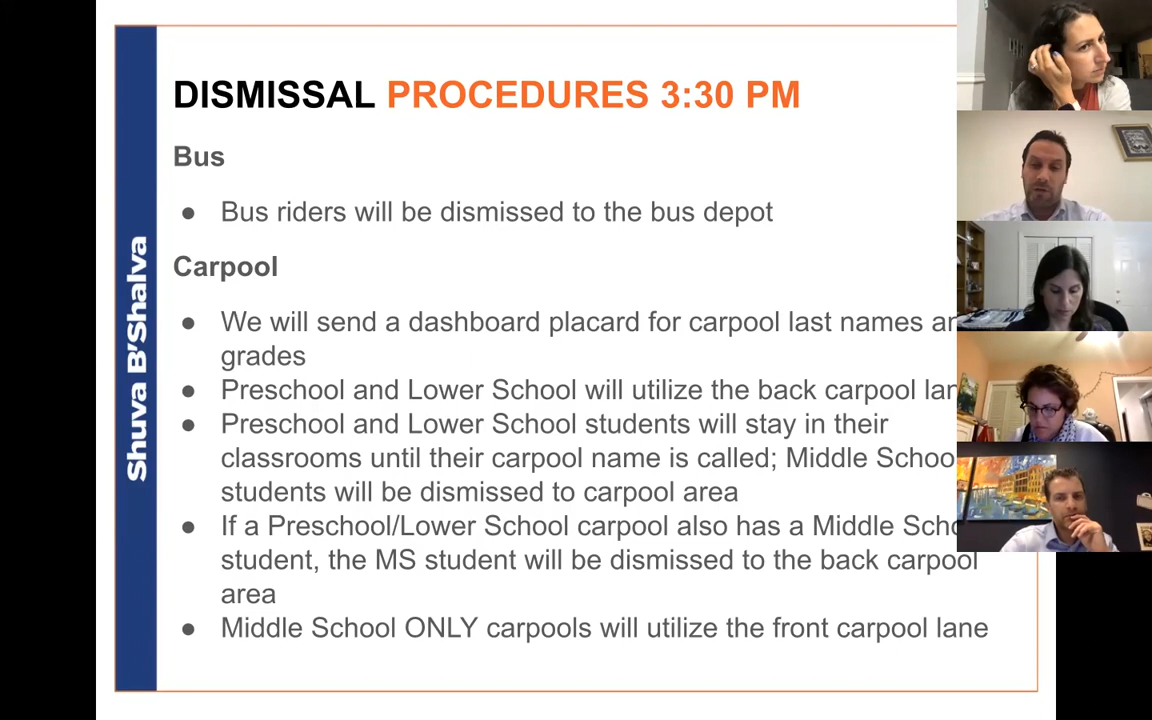 DISMISSAL PROCEDURES 3:30 PM
Bus
● Bus riders will be dismissed to the bus depot
Carpool
● We will send a dashboard placard for carpool last names
grades
● Preschool and Lower School will utilize the back carpool
● Preschool and Lower School students will stay in their
classrooms until their carpool name is called; Middle
students will be dismissed to carpool area
● If a Preschool/Lower School carpool also has a Middle
student, the MS student will be dismissed to the back carpool
area
● Middle School ONLY carpools will utilize the front carpool lane
Shuva B'Shalva